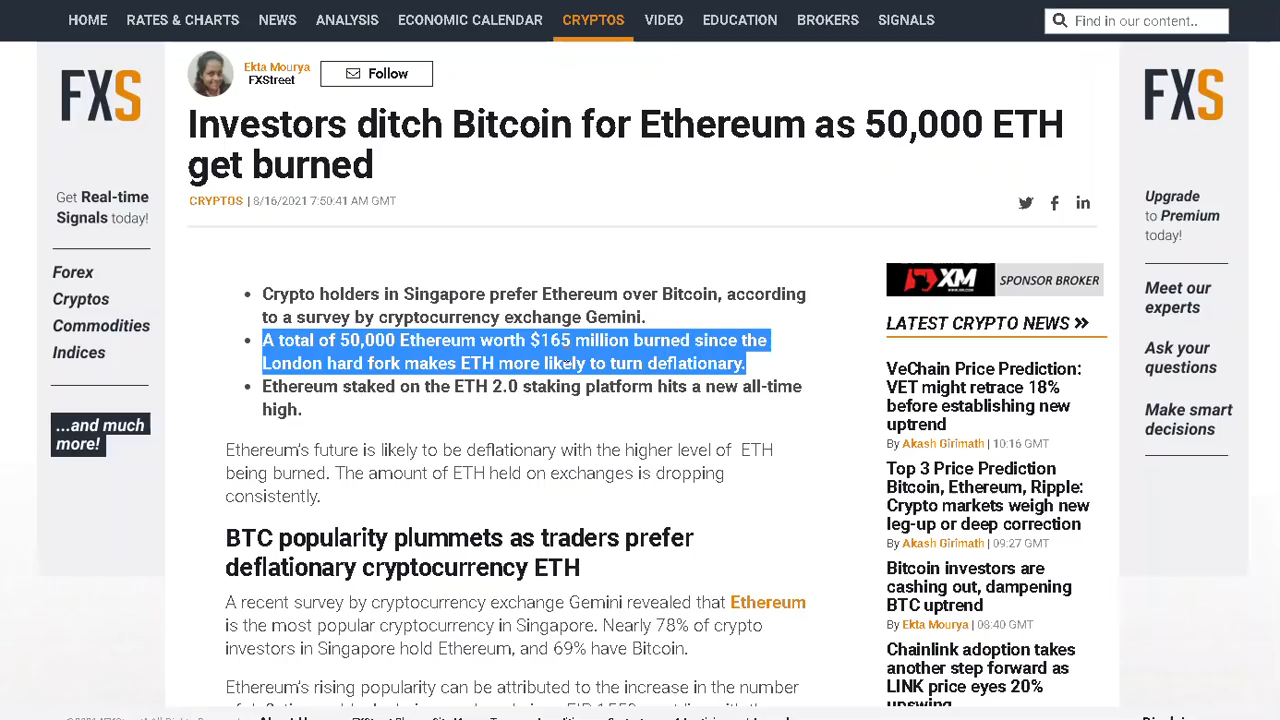 HOME RATES & CHARTS NEWS ANALYSIS ECONOMIC CALENDAR CRYPTOS VIDEO EDUCATION BROKERS SIGNALS Find in our content..
FXS
Get Real-time
Signals today!
Forex
Cryptos
Commodities
Indices
...and much
more!
Ekta Mourya
FXStreet
Follow
Investors ditch Bitcoin for Ethereum as 50,000 ETH
get burned
CRYPTOS | 8/16/2021 7:50:41 AM GMT
• Crypto holders in Singapore prefer Ethereum over Bitcoin, according
to a survey by cryptocurrency exchange Gemini.
• A total of 50,000 Ethereum worth $165 million burned since the
London hard fork makes ETH more likely to turn deflationary.
• Ethereum staked on the ETH 2.0 staking platform hits a new all-time
high.
Ethereum's future is likely to be deflationary with the higher level of ETH
being burned. The amount of ETH held on exchanges is dropping
consistently.
BTC popularity plummets as traders prefer
deflationary cryptocurrency ETH
A recent survey by cryptocurrency exchange Gemini revealed that Ethereum
is the most popular cryptocurrency in Singapore. Nearly 78% of crypto
investors in Singapore hold Ethereum, and 69% have Bitcoin.
Ethereum's rising popularity can be attributed to the increase in the number
XM SPONSOR BROKER
LATEST CRYPTO NEWS
VeChain Price Prediction:
VET might retrace 18%
before establishing new
uptrend
By Akash Girimath | 10:16 GMT
Top 3 Price Prediction
Bitcoin, Ethereum, Ripple:
Crypto markets weigh new
leg-up or deep correction
By Akash Girimath | 09:27 GMT
Bitcoin investors are
cashing out, dampening
BTC uptrend
By Ekta Mourya | 08:40 GMT
Chainlink adoption takes
another step forward as
LINK price eyes 20%
upswing
FXS
Upgrade
to Premium
today!
Meet our
experts
Ask your
question
Make smart
decisions